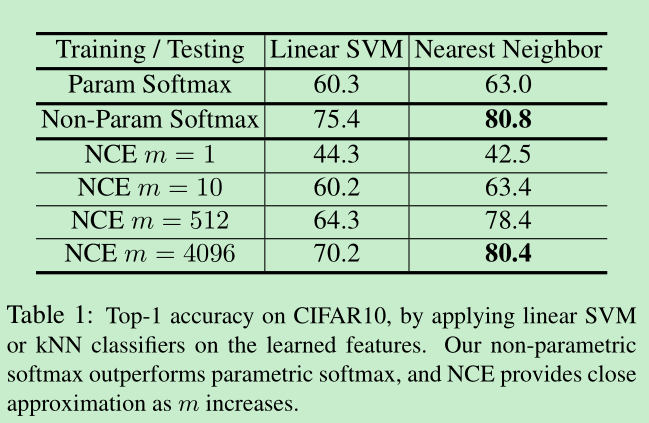 Training / Testing Linear SVM Nearest Neighbor
Param Softmax 60.3 63.0
Non-Param Softmax 75.4 80.8
NCE m = 1 44.3 42.5
NCE m = 10 60.2 63.4
NCE m = 512 64.3 78.4
NCE m = 4096 70.2 80.4
Table 1: Top-1 accuracy on CIFAR10, by applying linear SVM
or kNN classifiers on the learned features. Our non-parametric
softmax outperforms parametric softmax, and NCE provides close
approximation as m increases.